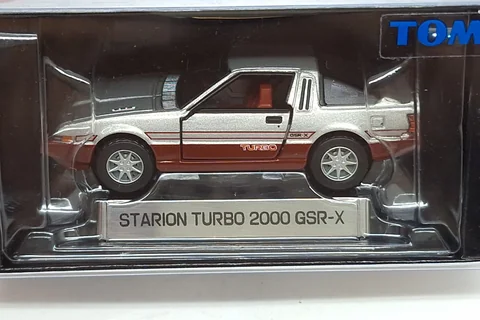 TOM
GSR-X
TURBO
STARION TURBO 2000 GSR-X